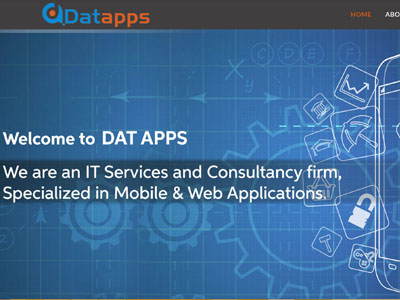 Datapps
HOME ABO
Welcome to DAT APPS
We are an IT Services and Consultancy firm,
Specialized in Mobile & Web Applications.